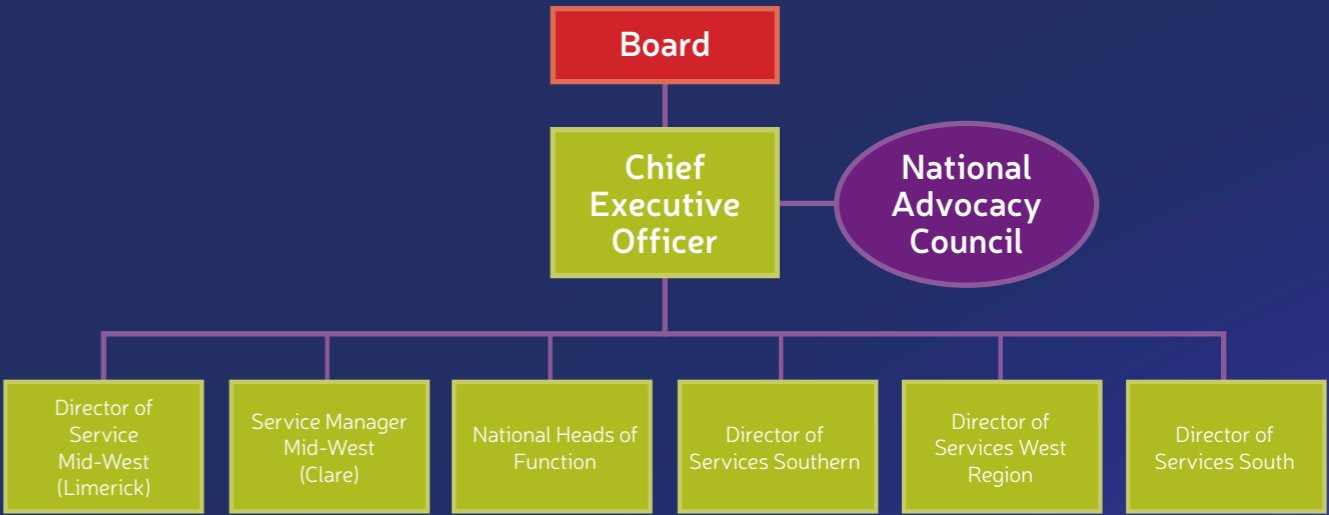 Board
Chief
Executive
Officer
National
Advocacy
Council
Director of
Service
Mid-West
(Limerick)
Service Manager
Mid-West
(Clare)
National Heads of
Function
Director of
Services Southern
Director of
Services West
Region
Director of
Services South